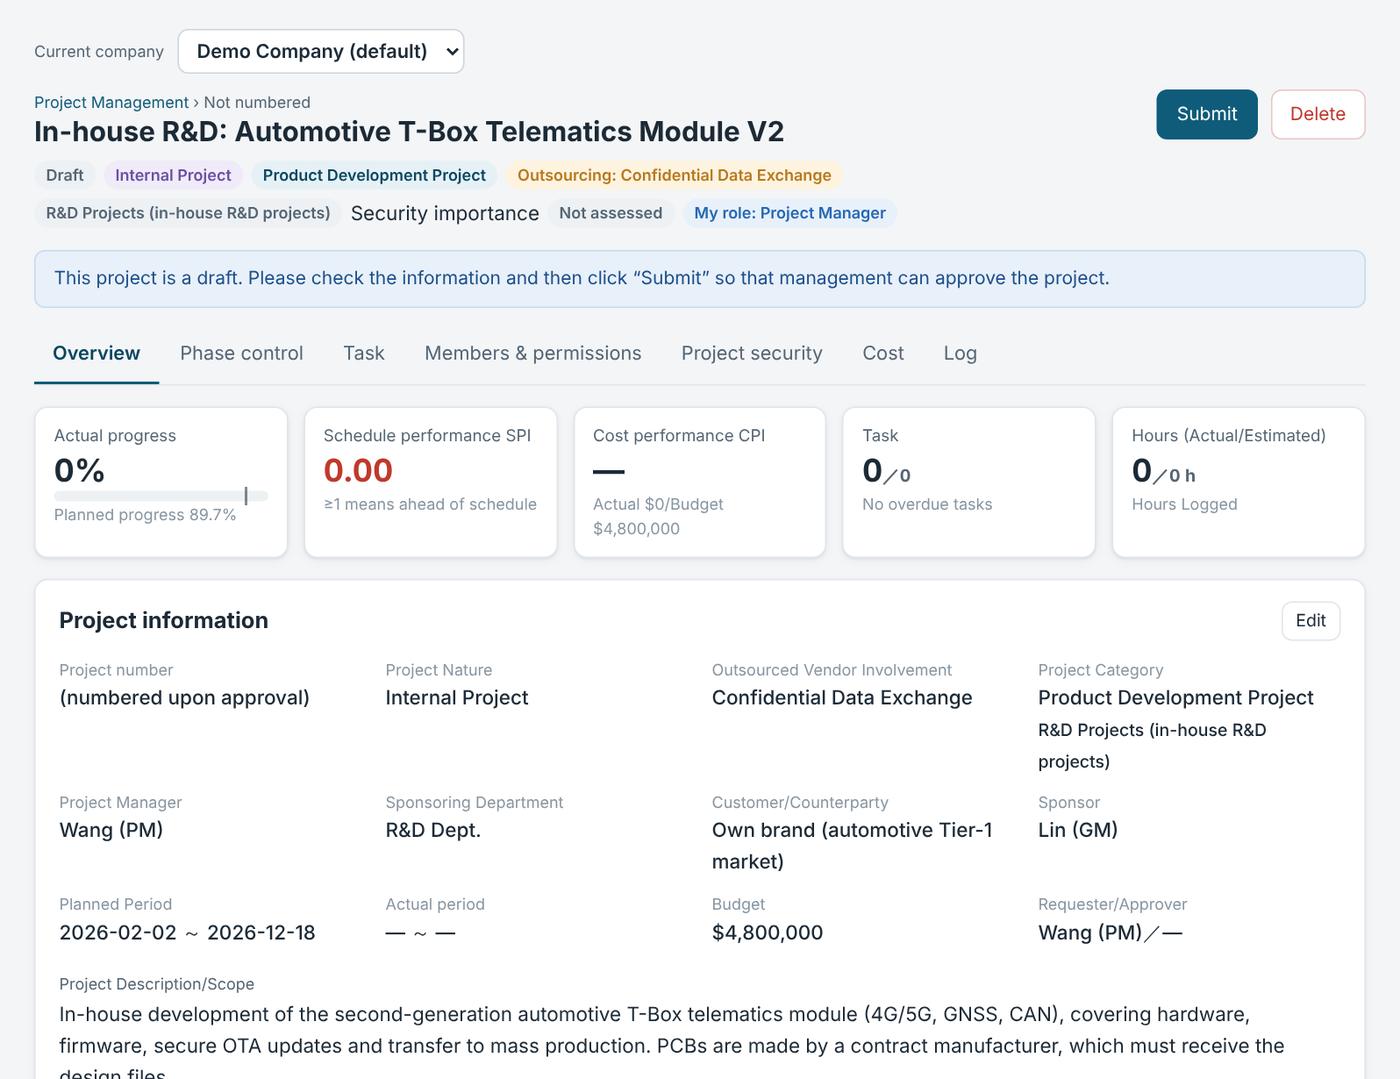 Current company
Demo Company (default)
Project Management › Not numbered
In-house R&D: Automotive T-Box Telematics Module V2
Submit
Delete
Draft
Internal Project
Product Development Project
Outsourcing: Confidential Data Exchange
R&D Projects (in-house R&D projects)
Security importance
Not assessed
My role: Project Manager
This project is a draft. Please check the information and then click “Submit” so that management can approve the project.
Overview
Phase control
Task
Members & permissions
Project security
Cost
Log
Actual progress
0%
Planned progress 89.7%
Schedule performance SPI
0.00
≥1 means ahead of schedule
Cost performance CPI
—
Actual $0/Budget
$4,800,000
Task
0／0
No overdue tasks
Hours (Actual/Estimated)
0／0 h
Hours Logged
Project information
Edit
Project number
(numbered upon approval)
Project Nature
Internal Project
Outsourced Vendor Involvement
Confidential Data Exchange
Project Category
Product Development Project
R&D Projects (in-house R&D
projects)
Project Manager
Wang (PM)
Sponsoring Department
R&D Dept.
Customer/Counterparty
Own brand (automotive Tier-1
market)
Sponsor
Lin (GM)
Planned Period
2026-02-02 ～ 2026-12-18
Actual period
— ～ —
Budget
$4,800,000
Requester/Approver
Wang (PM)／—
Project Description/Scope
In-house development of the second-generation automotive T-Box telematics module (4G/5G, GNSS, CAN), covering hardware,
firmware, secure OTA updates and transfer to mass production. PCBs are made by a contract manufacturer, which must receive the
design files.